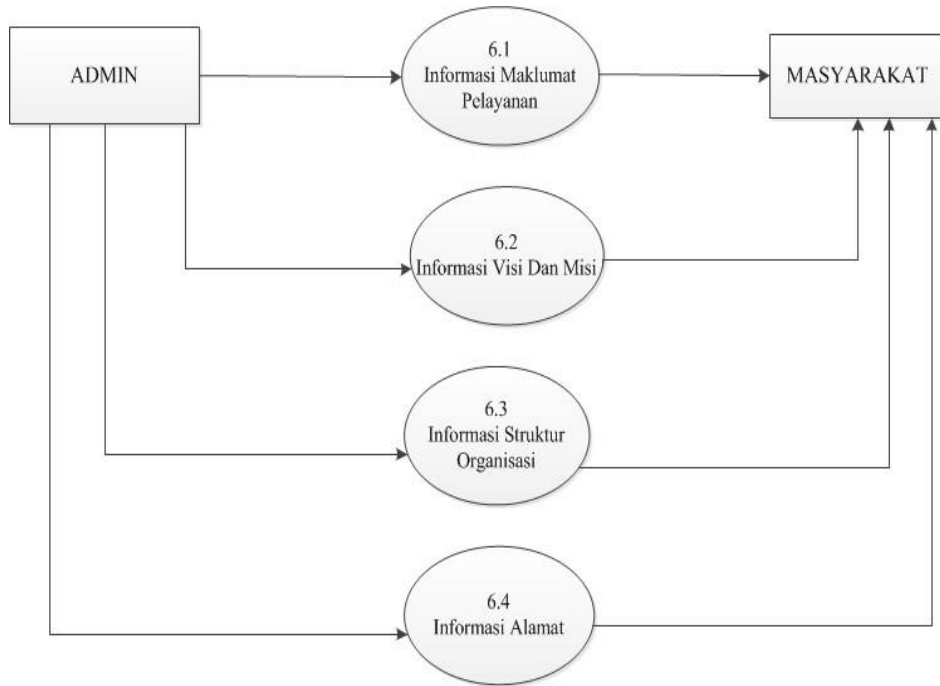 ADMIN
6.1
Informasi Maklumat
Pelayanan
MASYARAKAT
6.2
Informasi Visi Dan Misi
6.3
Informasi Struktur
Organisasi
6.4
Informasi Alamat